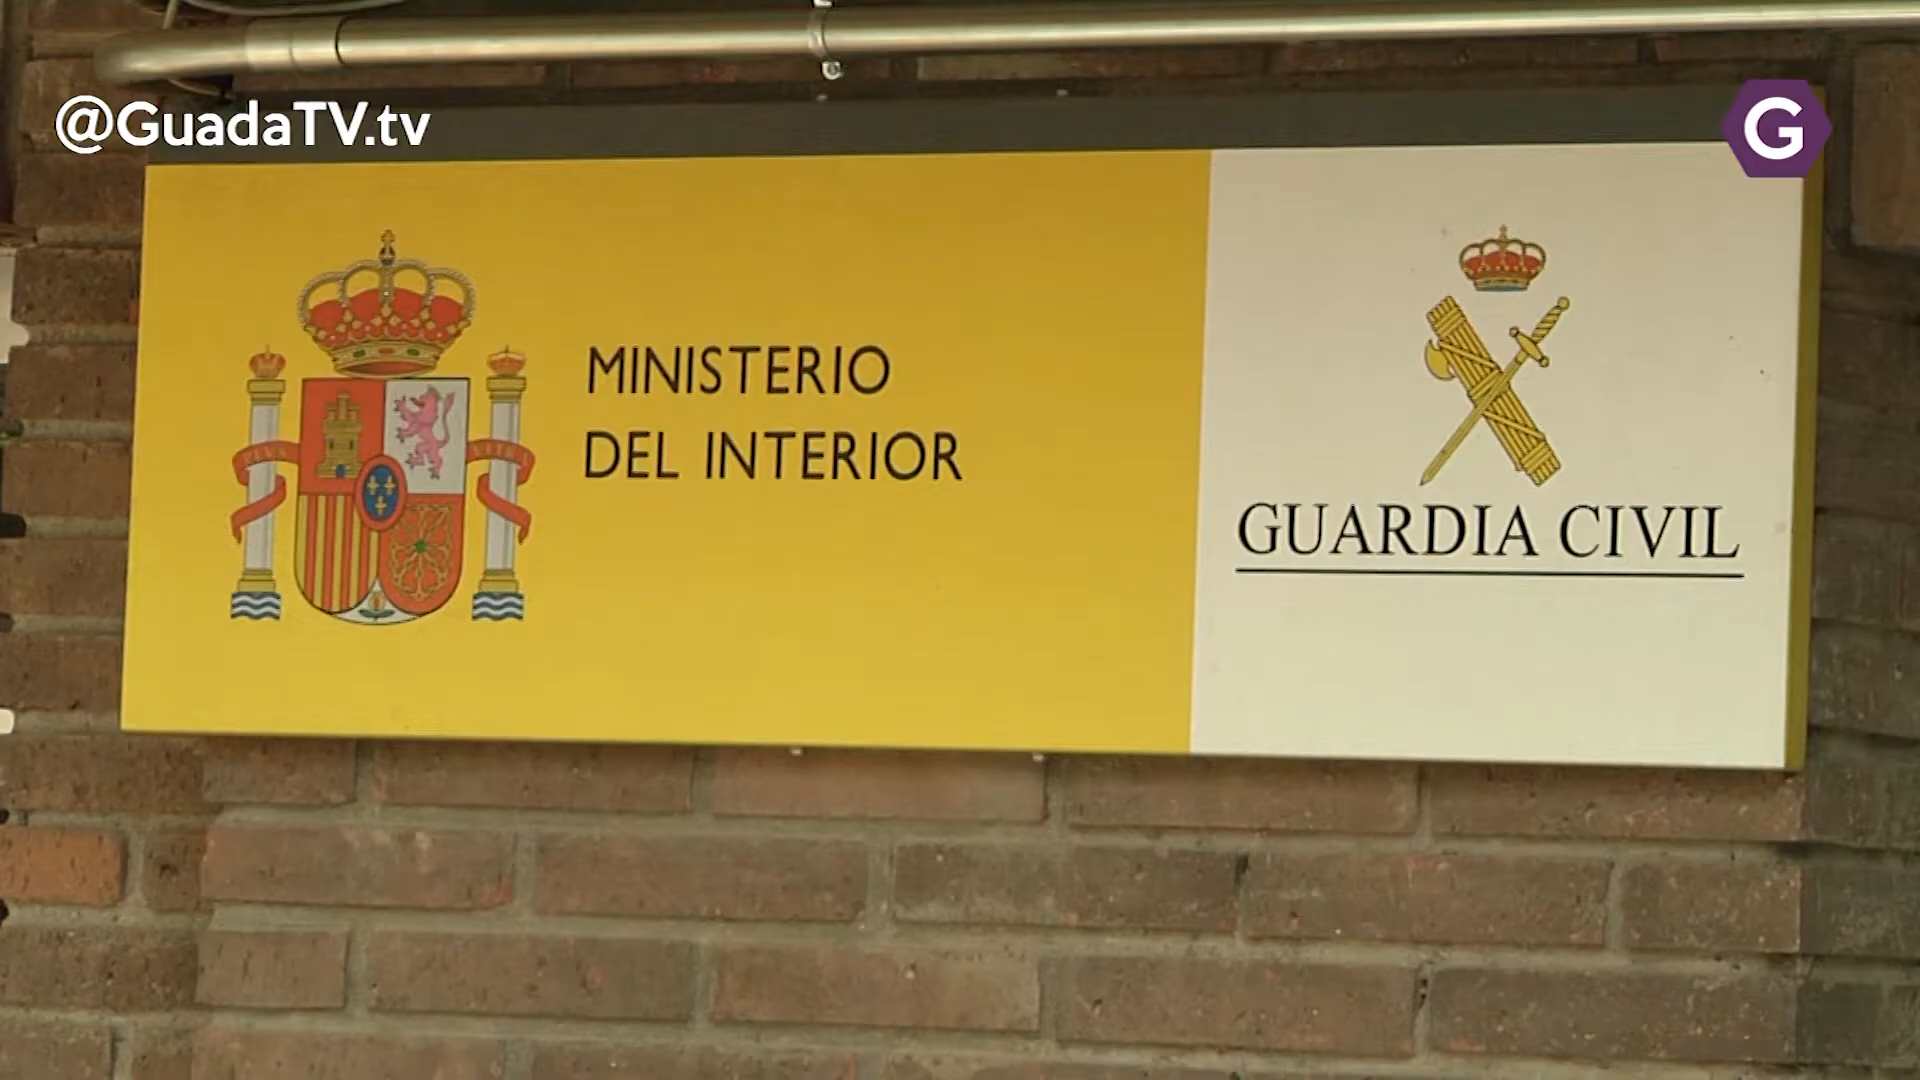 @GuadaTV.tv
G
MINISTERIO
DEL INTERIOR
GUARDIA CIVIL